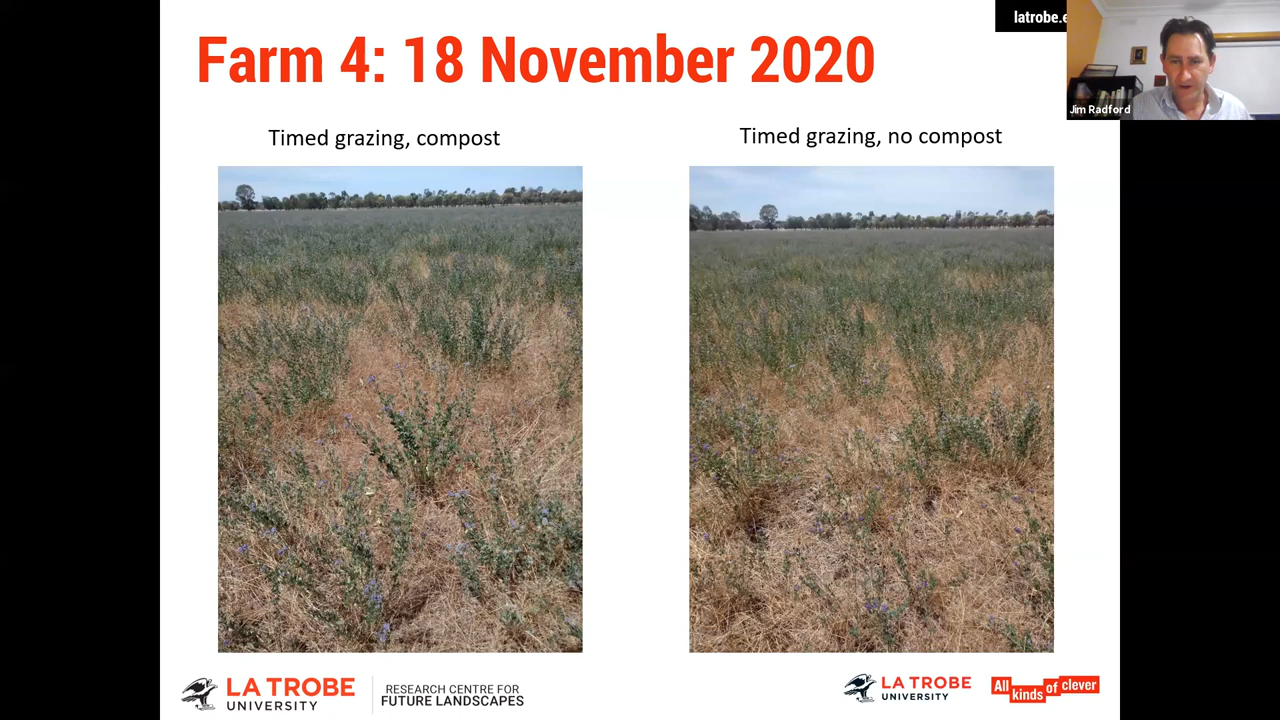 Farm 4: 18 November 2020
latrobe.e
Jim Radford
Timed grazing, compost
Timed grazing, no compost
LA TROBE
UNIVERSITY
RESEARCH CENTRE FOR
FUTURE LANDSCAPES
LA TROBE
UNIVERSITY
All kinds of clever